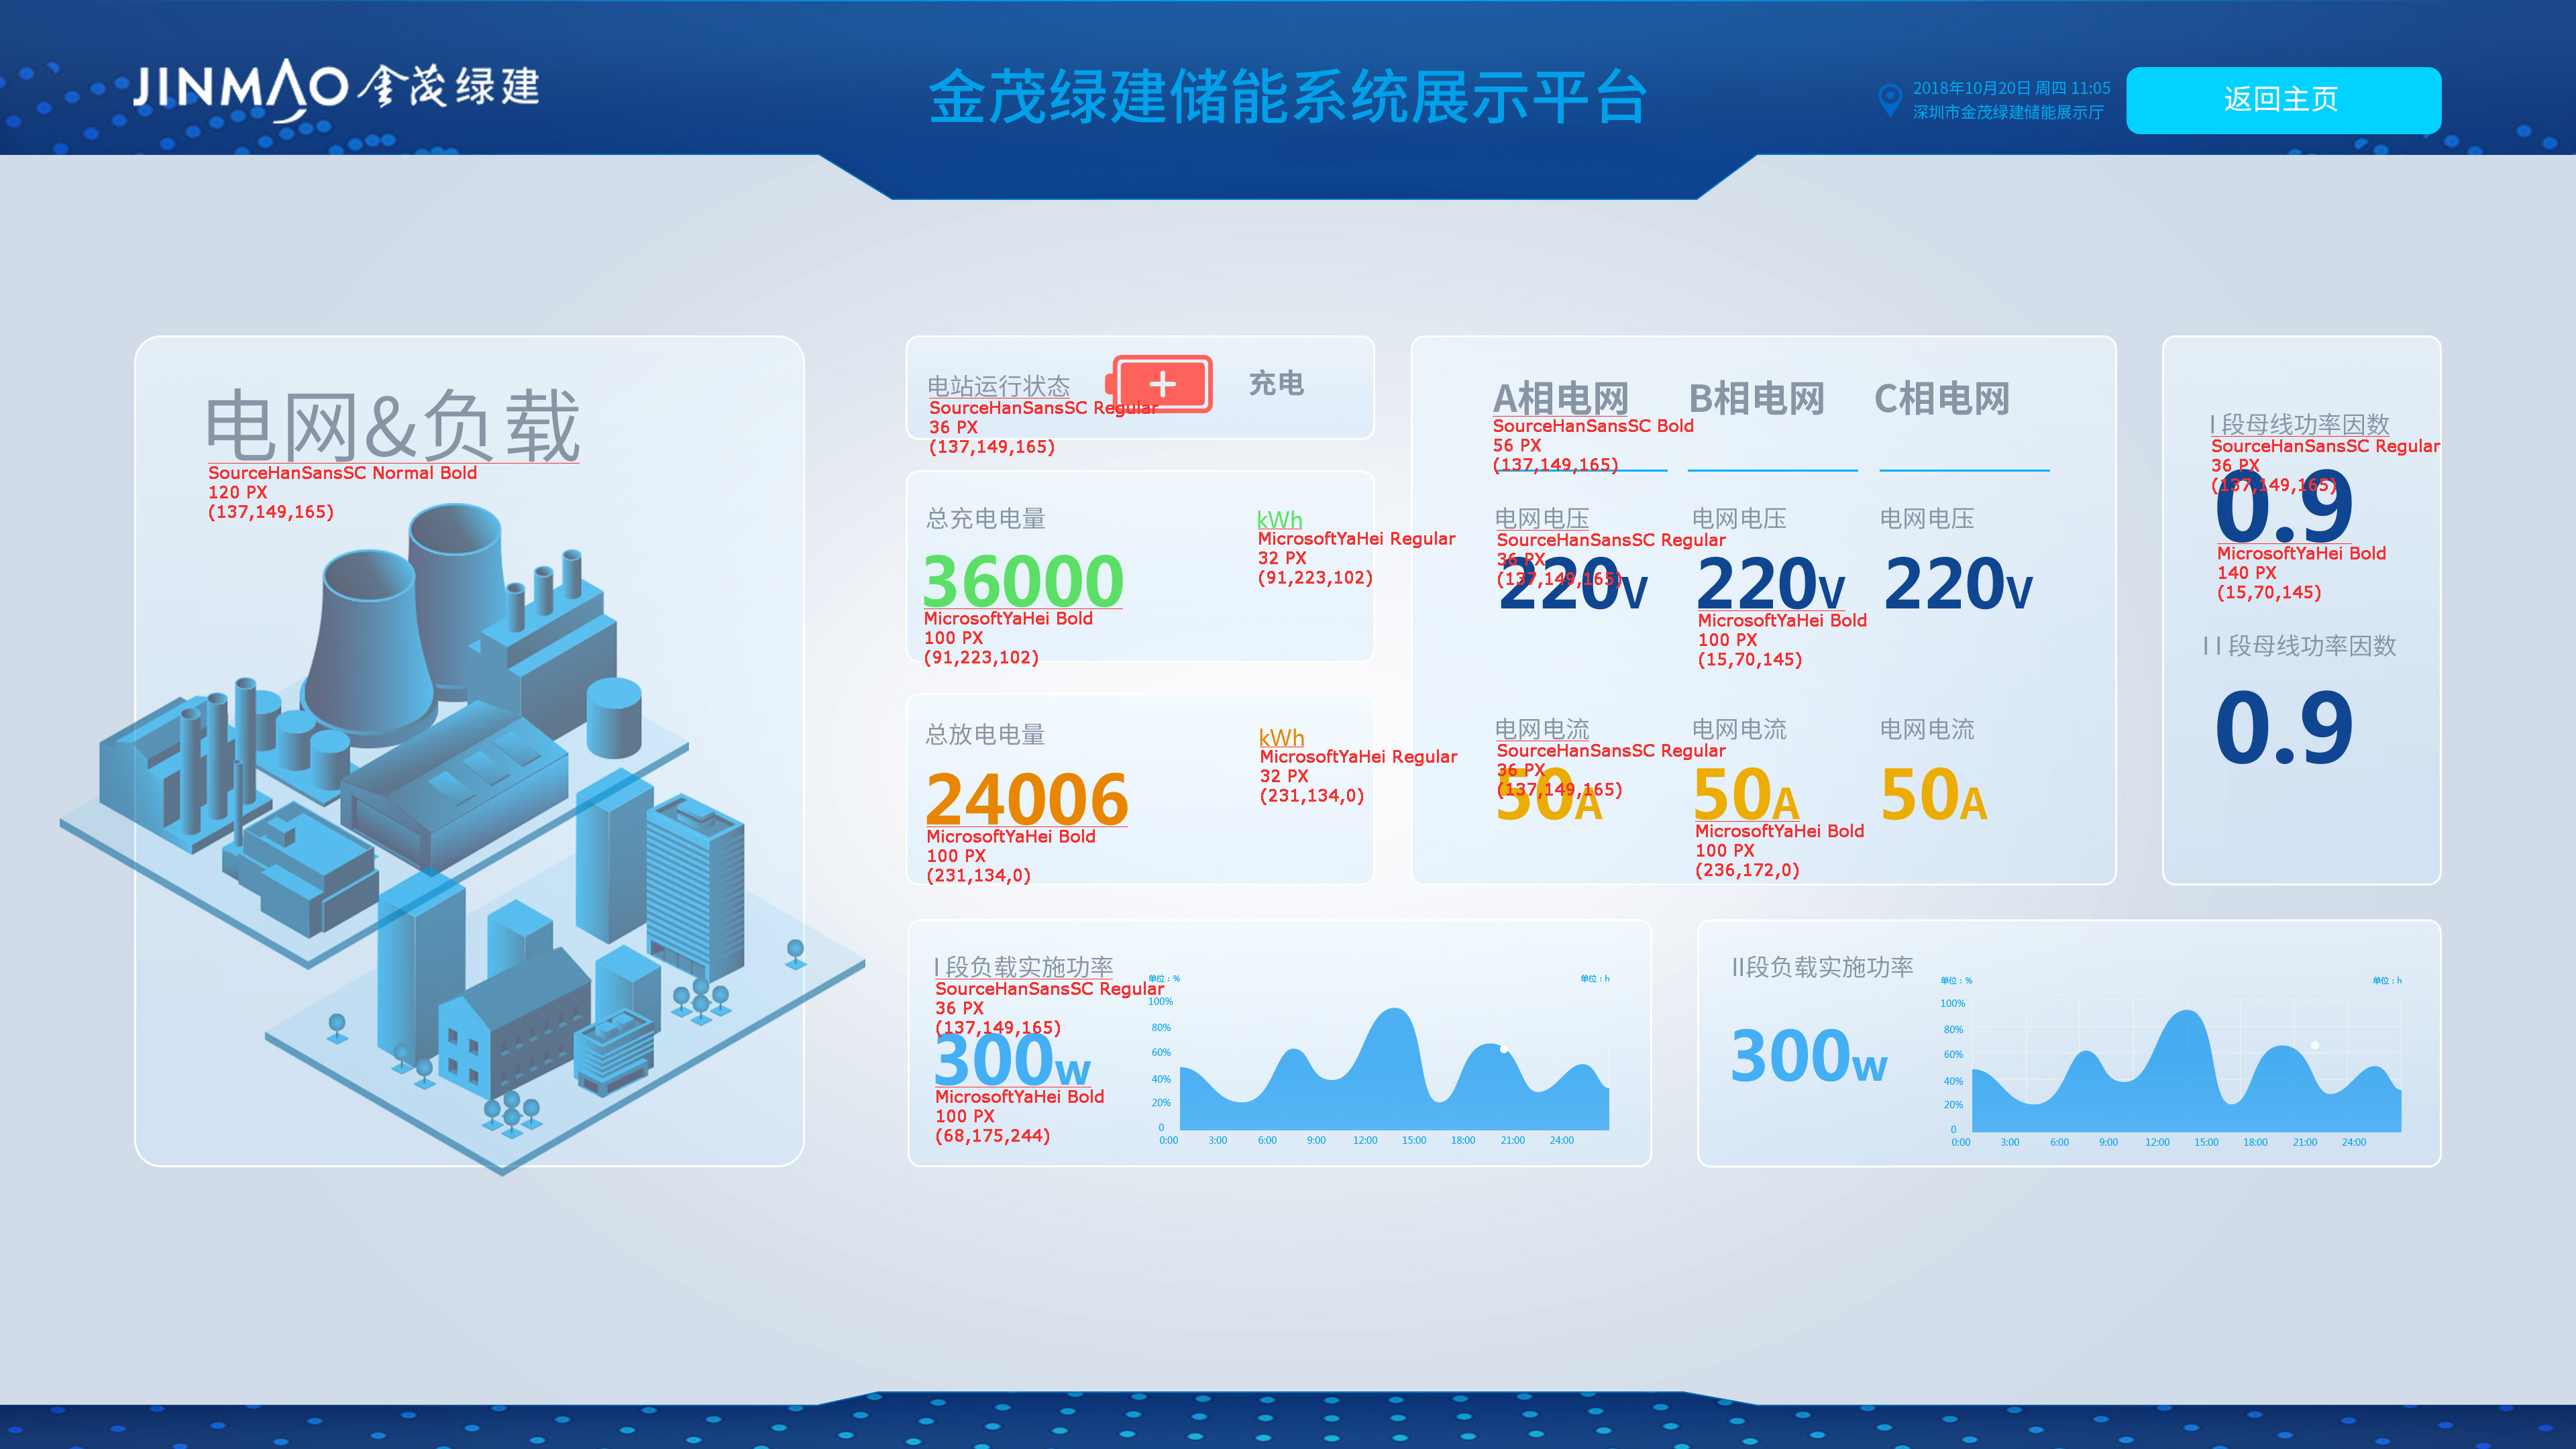 JINMAO 金茂绿建
金茂绿建储能系统展示平台
2018年10月20日 周四 11:05
深圳市金茂绿建储能展示厅
返回主页
电网&负载
SourceHanSansSC Normal Bold
120 PX
(137,149,165)
电站运行状态
SourceHanSansSC Regular
36 PX
(137,149,165)
充电
总充电电量
kWh
MicrosoftYaHei Regular
32 PX
(91,223,102)
36000
MicrosoftYaHei Bold
100 PX
(91,223,102)
总放电电量
kWh
MicrosoftYaHei Regular
32 PX
(231,134,0)
24006
MicrosoftYaHei Bold
100 PX
(231,134,0)
A相电网 B相电网 C相电网
SourceHanSansSC Bold
56 PX
(137,149,165)
电网电压 电网电压 电网电压
SourceHanSansSC Regular
36 PX
(137,149,165)
220V 220V 220V
MicrosoftYaHei Bold
100 PX
(15,70,145)
电网电流 电网电流 电网电流
SourceHanSansSC Regular
36 PX
(137,149,165)
50A 50A 50A
MicrosoftYaHei Bold
100 PX
(236,172,0)
I 段母线功率因数
SourceHanSansSC Regular
36 PX
(137,149,165)
0.9
MicrosoftYaHei Bold
140 PX
(15,70,145)
I I 段母线功率因数
0.9
I 段负载实施功率
SourceHanSansSC Regular
36 PX
(137,149,165)
300W
MicrosoftYaHei Bold
100 PX
(68,175,244)
单位：% 单位：h
100%
80%
60%
40%
20%
0
0:00 3:00 6:00 9:00 12:00 15:00 18:00 21:00 24:00
II段负载实施功率
300W
单位：% 单位：h
100%
80%
60%
40%
20%
0
0:00 3:00 6:00 9:00 12:00 15:00 18:00 21:00 24:00